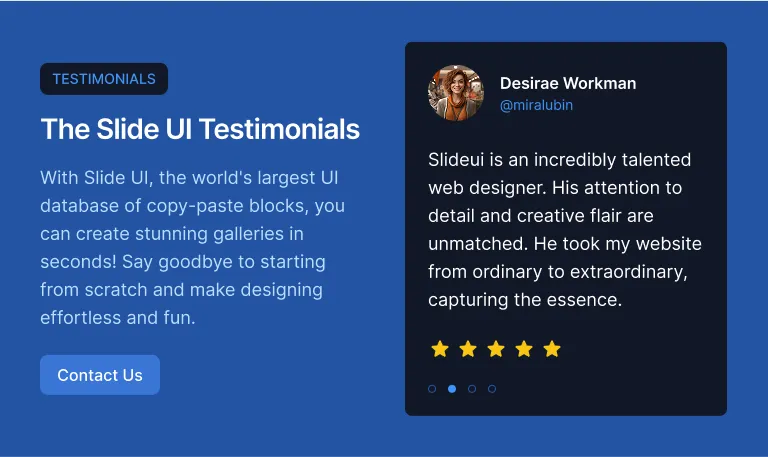 TESTIMONIALS
The Slide UI Testimonials
With Slide UI, the world's largest UI
database of copy-paste blocks, you
can create stunning galleries in
seconds! Say goodbye to starting
from scratch and make designing
effortless and fun.
Contact Us
Desirae Workman
@miralubin
Slideui is an incredibly talented
web designer. His attention to
detail and creative flair are
unmatched. He took my website
from ordinary to extraordinary,
capturing the essence.